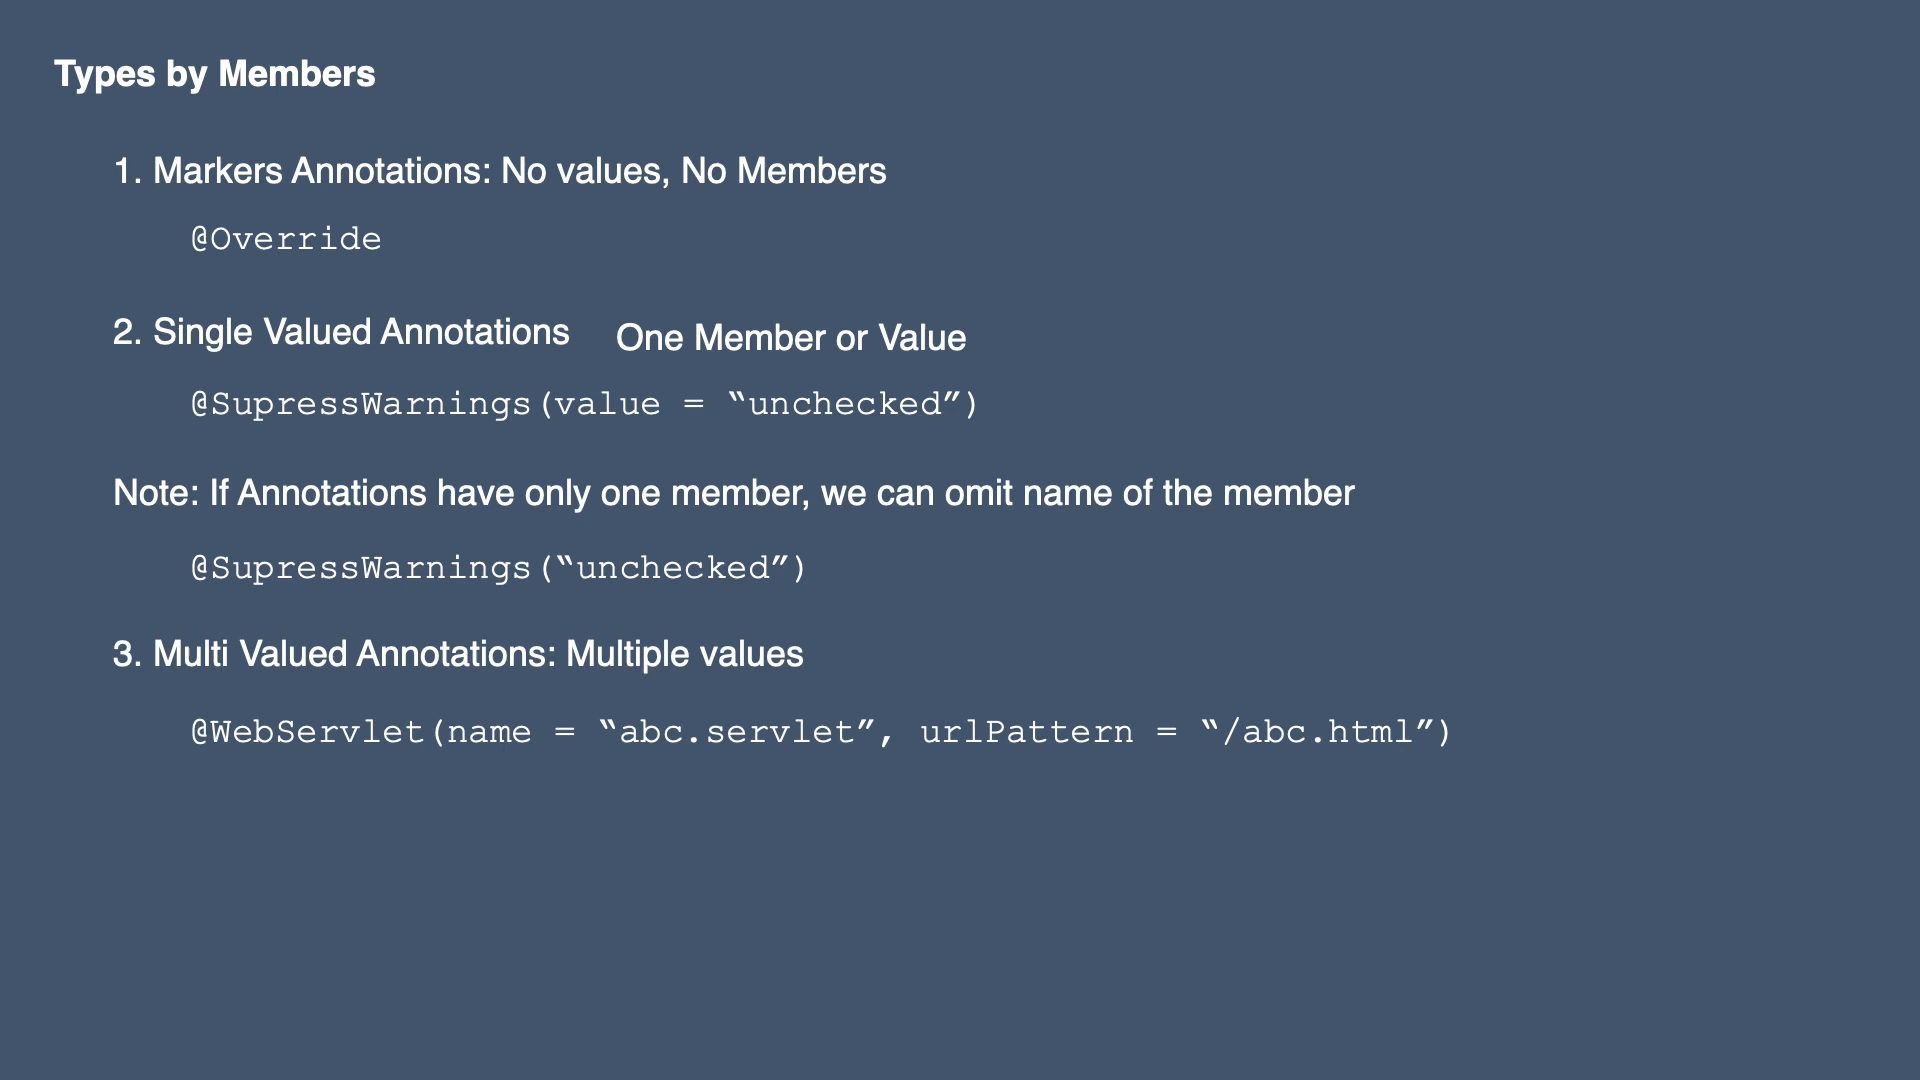 Types by Members
1. Markers Annotations: No values, No Members
@Override
2. Single Valued Annotations One Member or Value
@SupressWarnings(value = “unchecked”)
Note: If Annotations have only one member, we can omit name of the member
@SupressWarnings(“unchecked”)
3. Multi Valued Annotations: Multiple values
@WebServlet(name = “abc.servlet”, urlPattern = “/abc.html”)